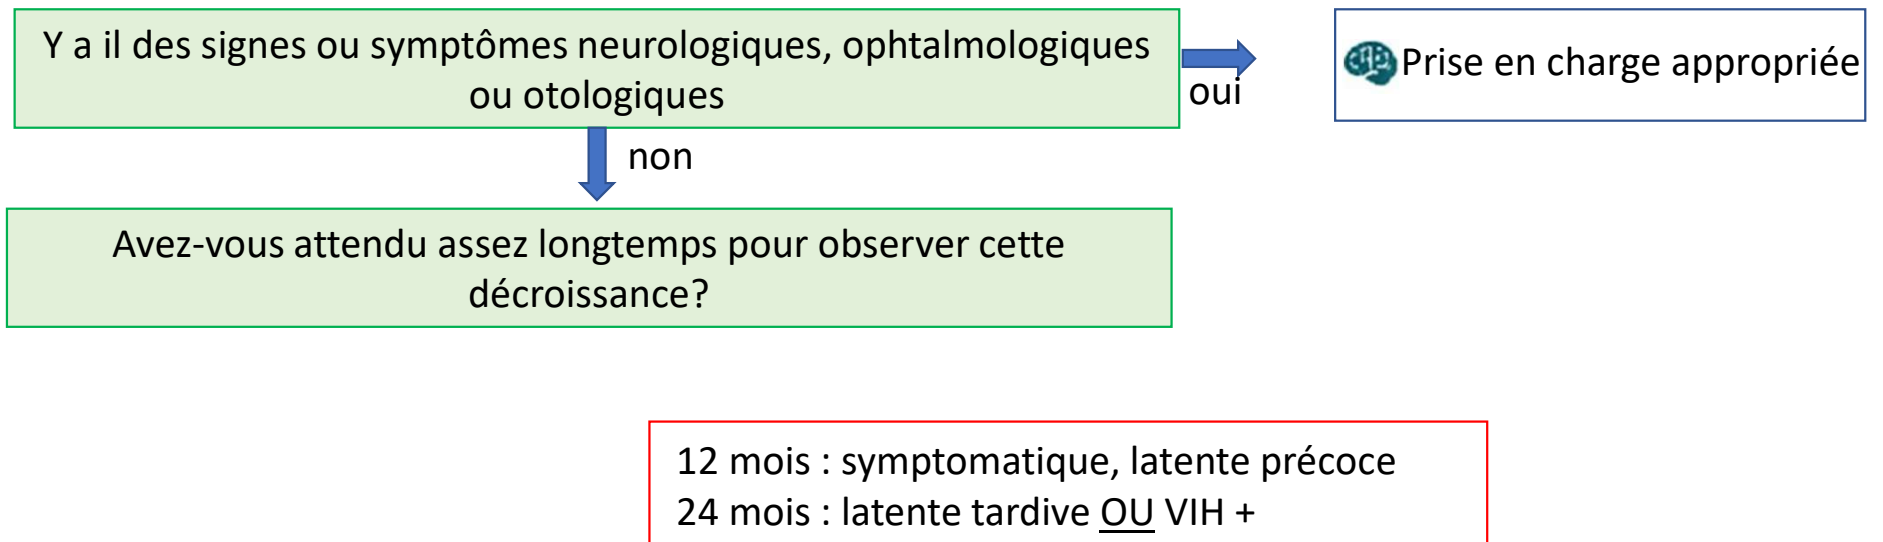 Y a il des signes ou symptômes neurologiques, ophtalmologiques
ou otologiques
oui
Prise en charge appropriée
non
Avez-vous attendu assez longtemps pour observer cette
décroissance?
12 mois : symptomatique, latente précoce
24 mois : latente tardive OU VIH +